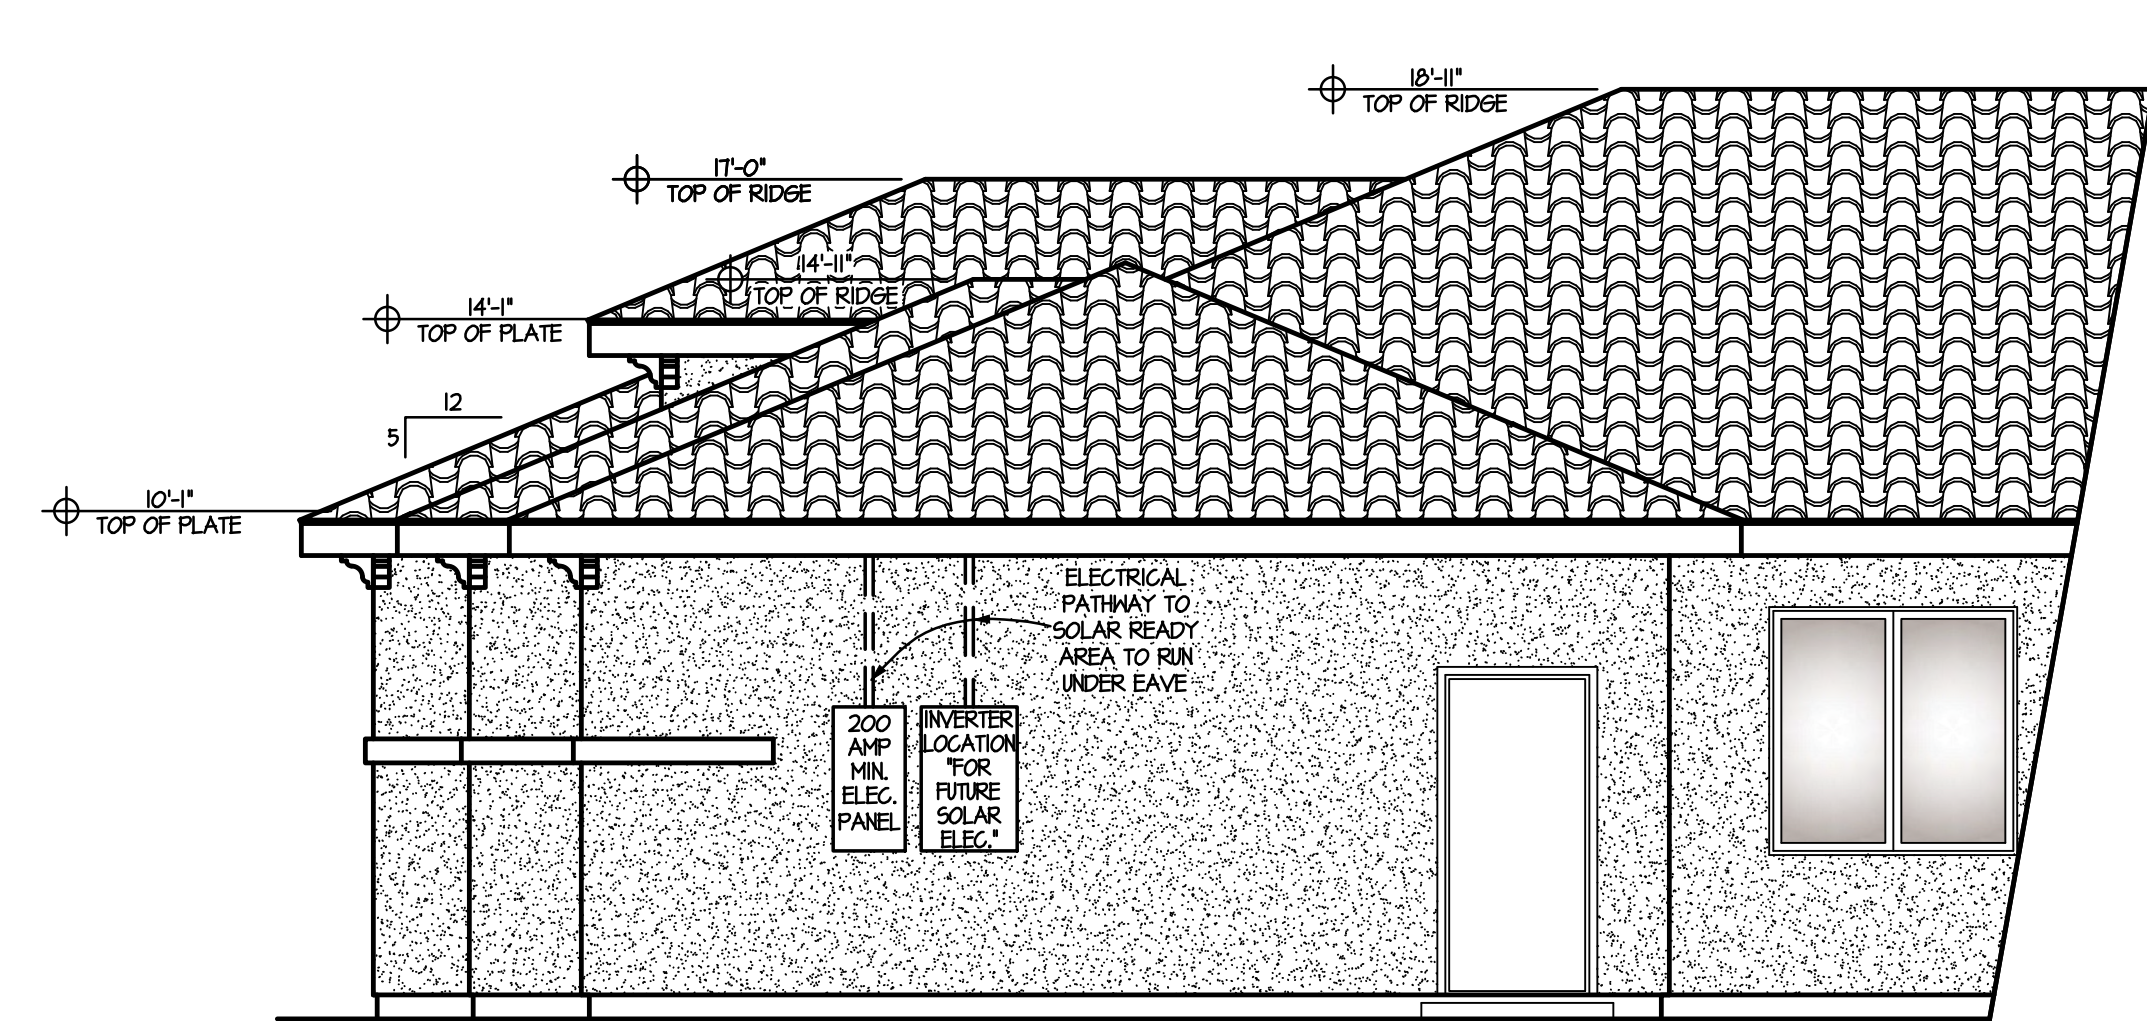 18'-11"
TOP OF RIDGE
17'-0"
TOP OF RIDGE
14'-11"
TOP OF RIDGE
14'-1"
TOP OF PLATE
12
5
10'-1"
TOP OF PLATE
ELECTRICAL
PATHWAY TO
SOLAR READY
AREA TO RUN
UNDER EAVE
200
AMP
MIN.
ELEC.
PANEL
INVERTER
LOCATION
"FOR
FUTURE
SOLAR
ELEC."